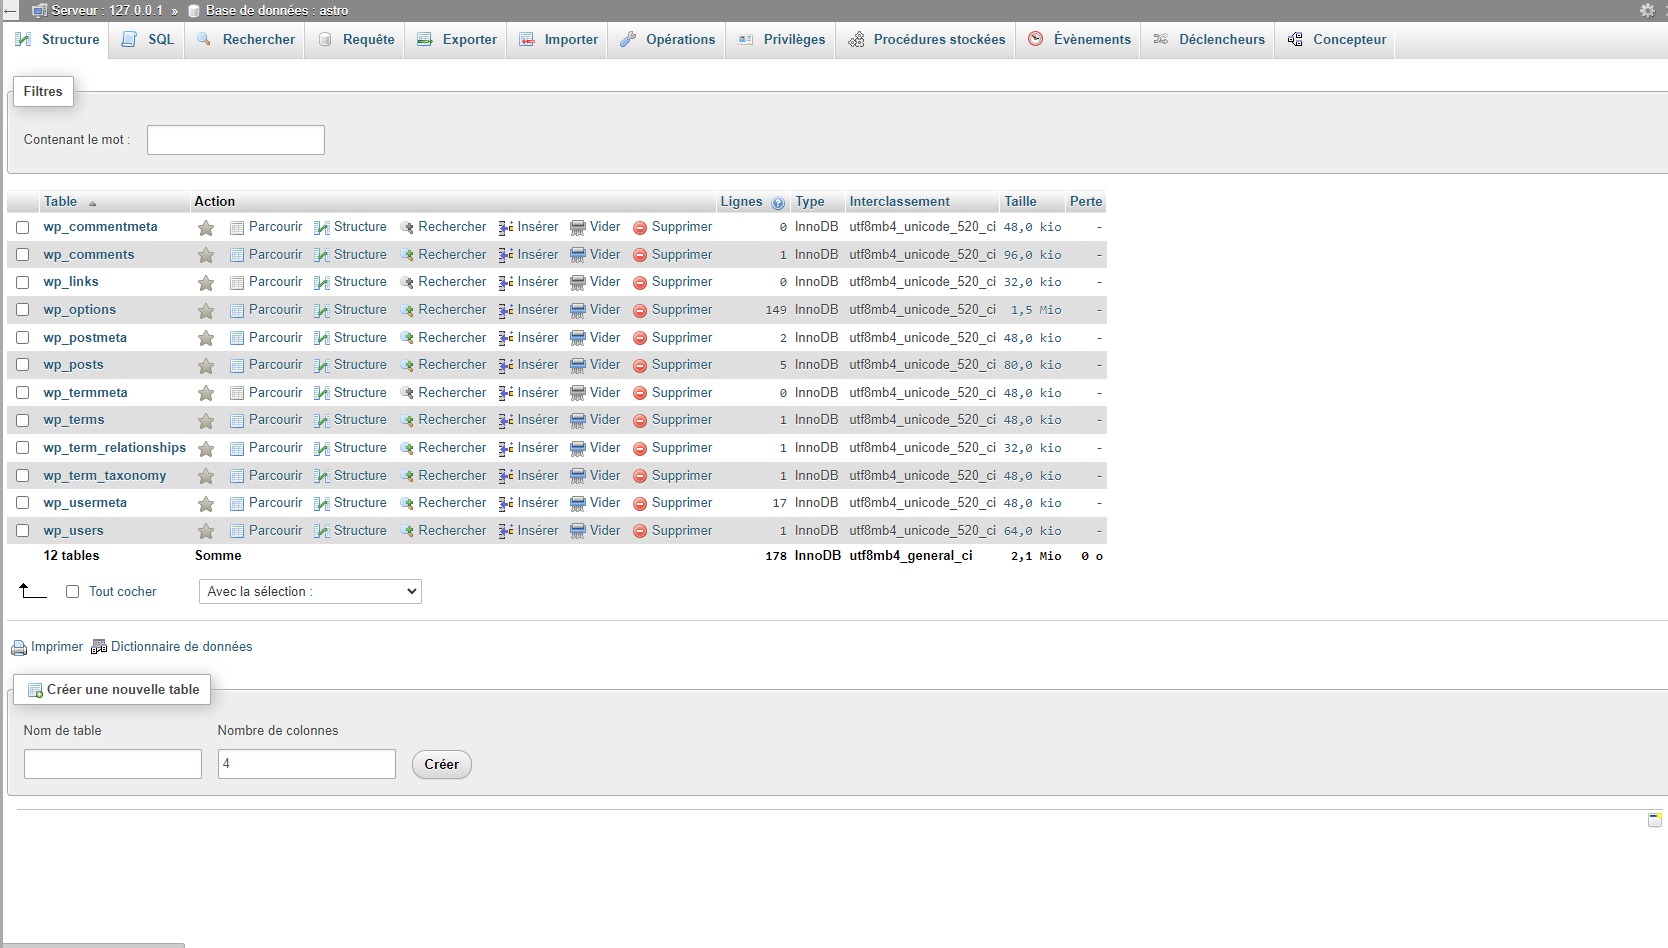 Serveur : 127.0.0.1 » Base de données : astro
Structure SQL Rechercher Requête Exporter Importer Opérations Privilèges Procédures stockées Évènements Déclencheurs Concepteur
Filtres
Contenant le mot :
Table Action Lignes Type Interclassement Taille Perte
wp_commentmeta Parcourir Structure Rechercher Insérer Vider Supprimer 0 InnoDB utf8mb4_unicode_520_ci 48,0 kio -
wp_comments Parcourir Structure Rechercher Insérer Vider Supprimer 1 InnoDB utf8mb4_unicode_520_ci 96,0 kio -
wp_links Parcourir Structure Rechercher Insérer Vider Supprimer 0 InnoDB utf8mb4_unicode_520_ci 32,0 kio -
wp_options Parcourir Structure Rechercher Insérer Vider Supprimer 149 InnoDB utf8mb4_unicode_520_ci 1,5 Mio -
wp_postmeta Parcourir Structure Rechercher Insérer Vider Supprimer 2 InnoDB utf8mb4_unicode_520_ci 48,0 kio -
wp_posts Parcourir Structure Rechercher Insérer Vider Supprimer 5 InnoDB utf8mb4_unicode_520_ci 80,0 kio -
wp_termmeta Parcourir Structure Rechercher Insérer Vider Supprimer 0 InnoDB utf8mb4_unicode_520_ci 48,0 kio -
wp_terms Parcourir Structure Rechercher Insérer Vider Supprimer 1 InnoDB utf8mb4_unicode_520_ci 48,0 kio -
wp_term_relationships Parcourir Structure Rechercher Insérer Vider Supprimer 1 InnoDB utf8mb4_unicode_520_ci 32,0 kio -
wp_term_taxonomy Parcourir Structure Rechercher Insérer Vider Supprimer 1 InnoDB utf8mb4_unicode_520_ci 48,0 kio -
wp_usermeta Parcourir Structure Rechercher Insérer Vider Supprimer 17 InnoDB utf8mb4_unicode_520_ci 48,0 kio -
wp_users Parcourir Structure Rechercher Insérer Vider Supprimer 1 InnoDB utf8mb4_unicode_520_ci 64,0 kio -
12 tables Somme 178 InnoDB utf8mb4_general_ci 2,1 Mio 0 o
Tout cocher Avec la sélection :
Imprimer Dictionnaire de données
Créer une nouvelle table
Nom de table Nombre de colonnes
4 Créer